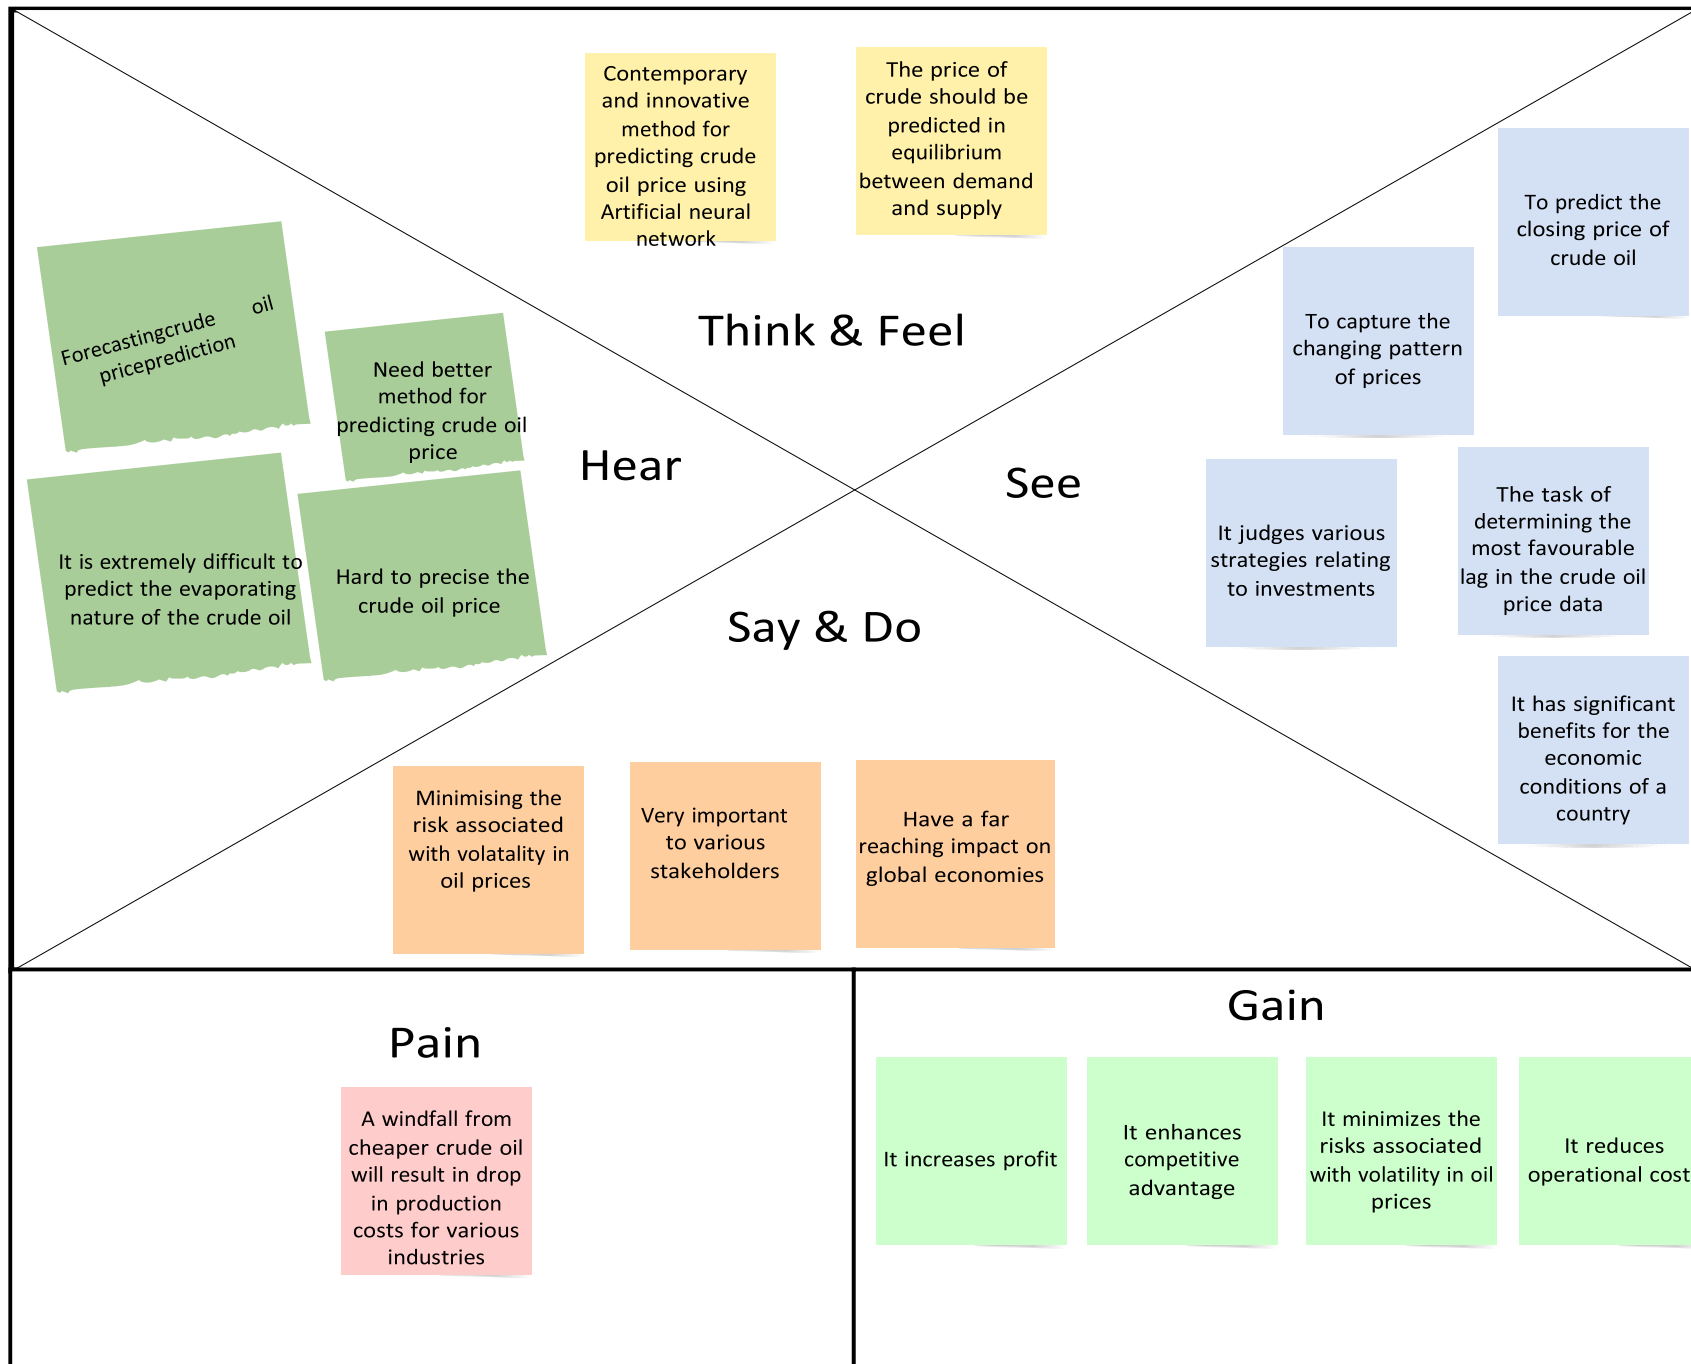 Contemporary
and innovative
method for
predicting crude
oil price using
Artificial neural
network
The price of
crude should be
predicted in
equilibrium
between demand
and supply
Think & Feel
Forecastingcrude oil
priceprediction
Need better
method for
predicting crude oil
price
It is extremely difficult to
predict the evaporating
nature of the crude oil
Hard to precise the
crude oil price
Hear
See
To predict the
closing price of
crude oil
To capture the
changing pattern
of prices
It judges various
strategies relating
to investments
The task of
determining the
most favourable
lag in the crude oil
price data
It has significant
benefits for the
economic
conditions of a
country
Say & Do
Minimising the
risk associated
with volatality in
oil prices
Very important
to various
stakeholders
Have a far
reaching impact on
global economies
Pain
A windfall from
cheaper crude oil
will result in drop
in production
costs for various
industries
Gain
It increases profit
It enhances
competitive
advantage
It minimizes the
risks associated
with volatility in oil
prices
It reduces
operational cost